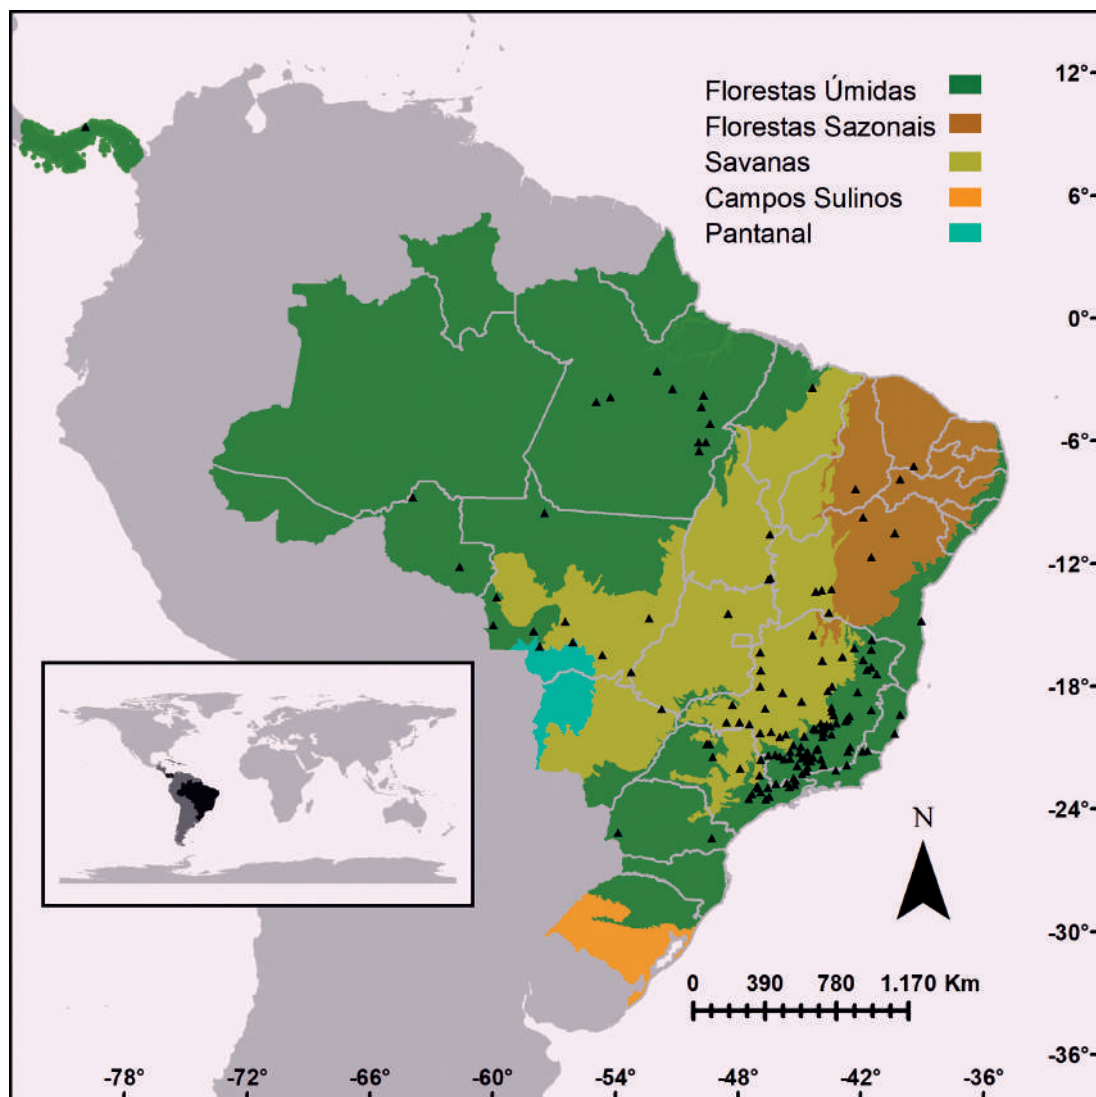 12°
Florestas Úmidas
Florestas Sazonais
Savanas
Campos Sulinos
Pantanal
6°
0°
-6°
-12°
-18°
-24°
N
-30°
0 390 780 1.170 Km
-36°
-78° -72° -66° -60° -54° -48° -42° -36°